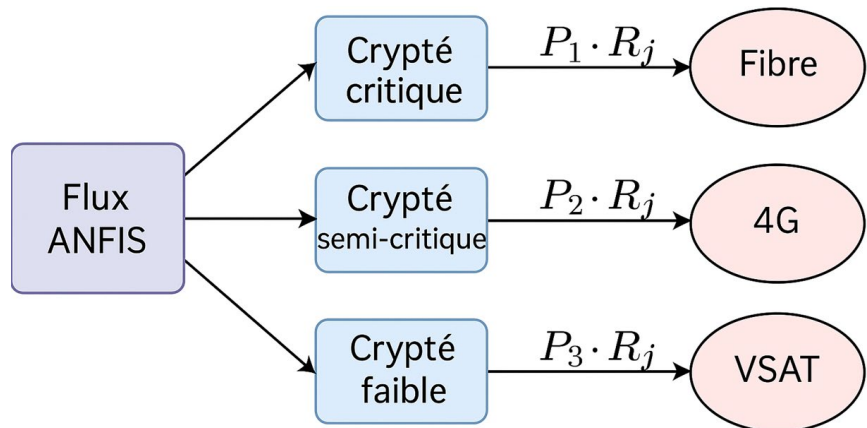 Flux
ANFIS
Crypté
critique
P₁ · Rⱼ
Fibre
Crypté
semi-critique
P₂ · Rⱼ
4G
Crypté
faible
P₃ · Rⱼ
VSAT